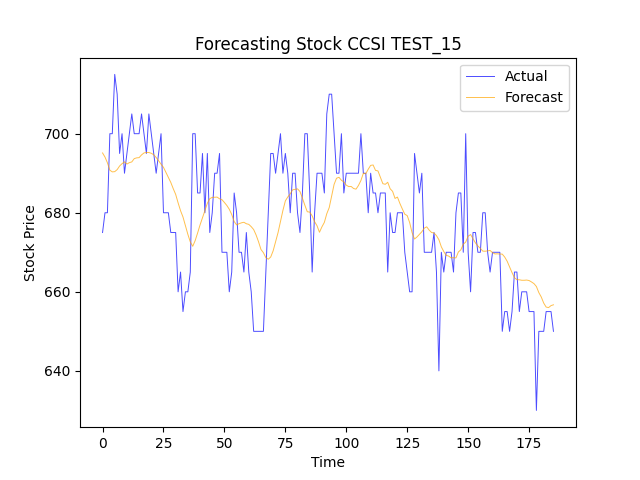 Forecasting Stock CCSI TEST_15
Actual
Forecast
Stock Price
700
680
660
640
0 25 50 75 100 125 150 175
Time